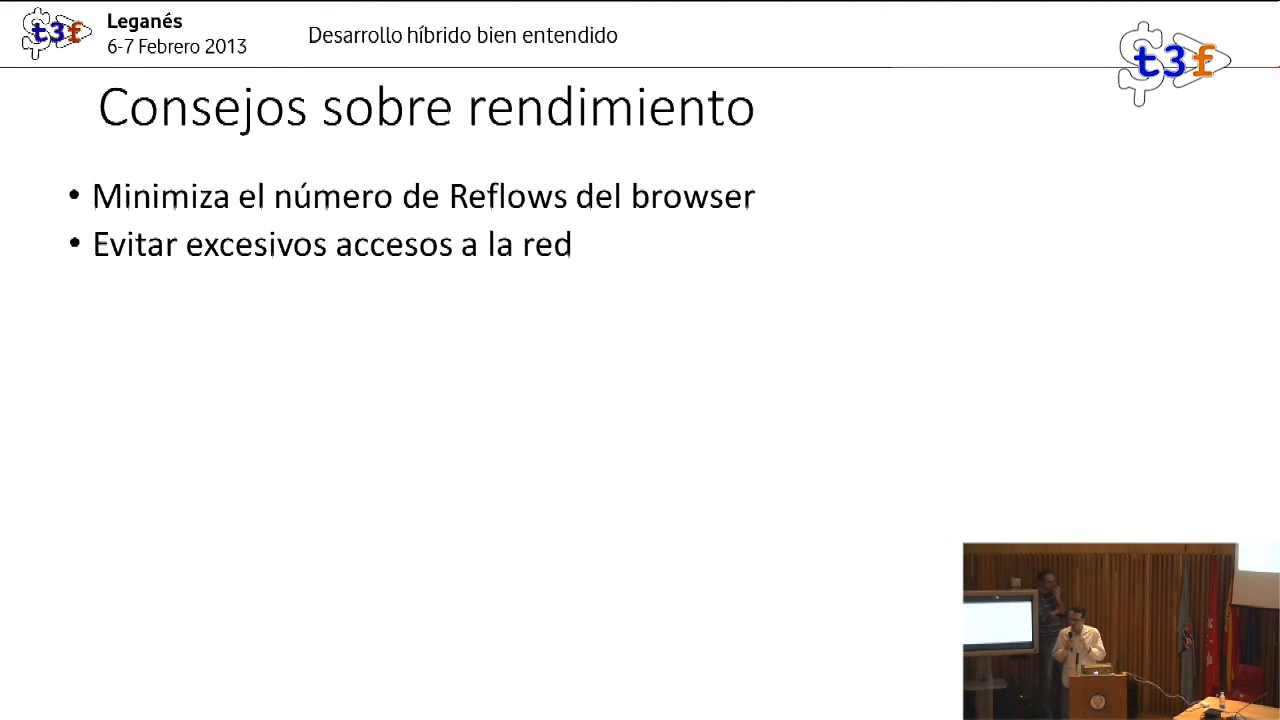 t3f
Leganés
6-7 Febrero 2013
Desarrollo híbrido bien entendido
t3f
Consejos sobre rendimiento
• Minimiza el número de Reflows del browser
• Evitar excesivos accesos a la red